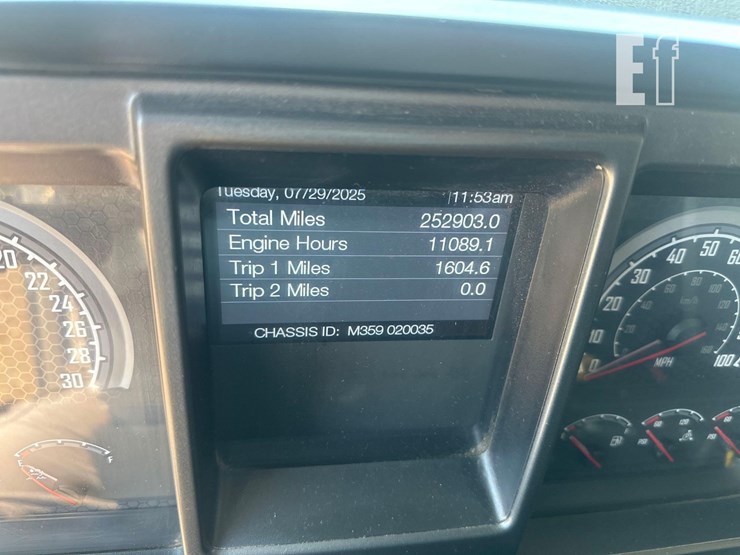 Ef
Tuesday, 07/29/2025 11:53am
Total Miles 252903.0
Engine Hours 11089.1
Trip 1 Miles 1604.6
Trip 2 Miles 0.0
CHASSIS ID: M359 020035
20
22
24
26
28
30
0
10
20
30
40
50
60
100
km/h
MPH